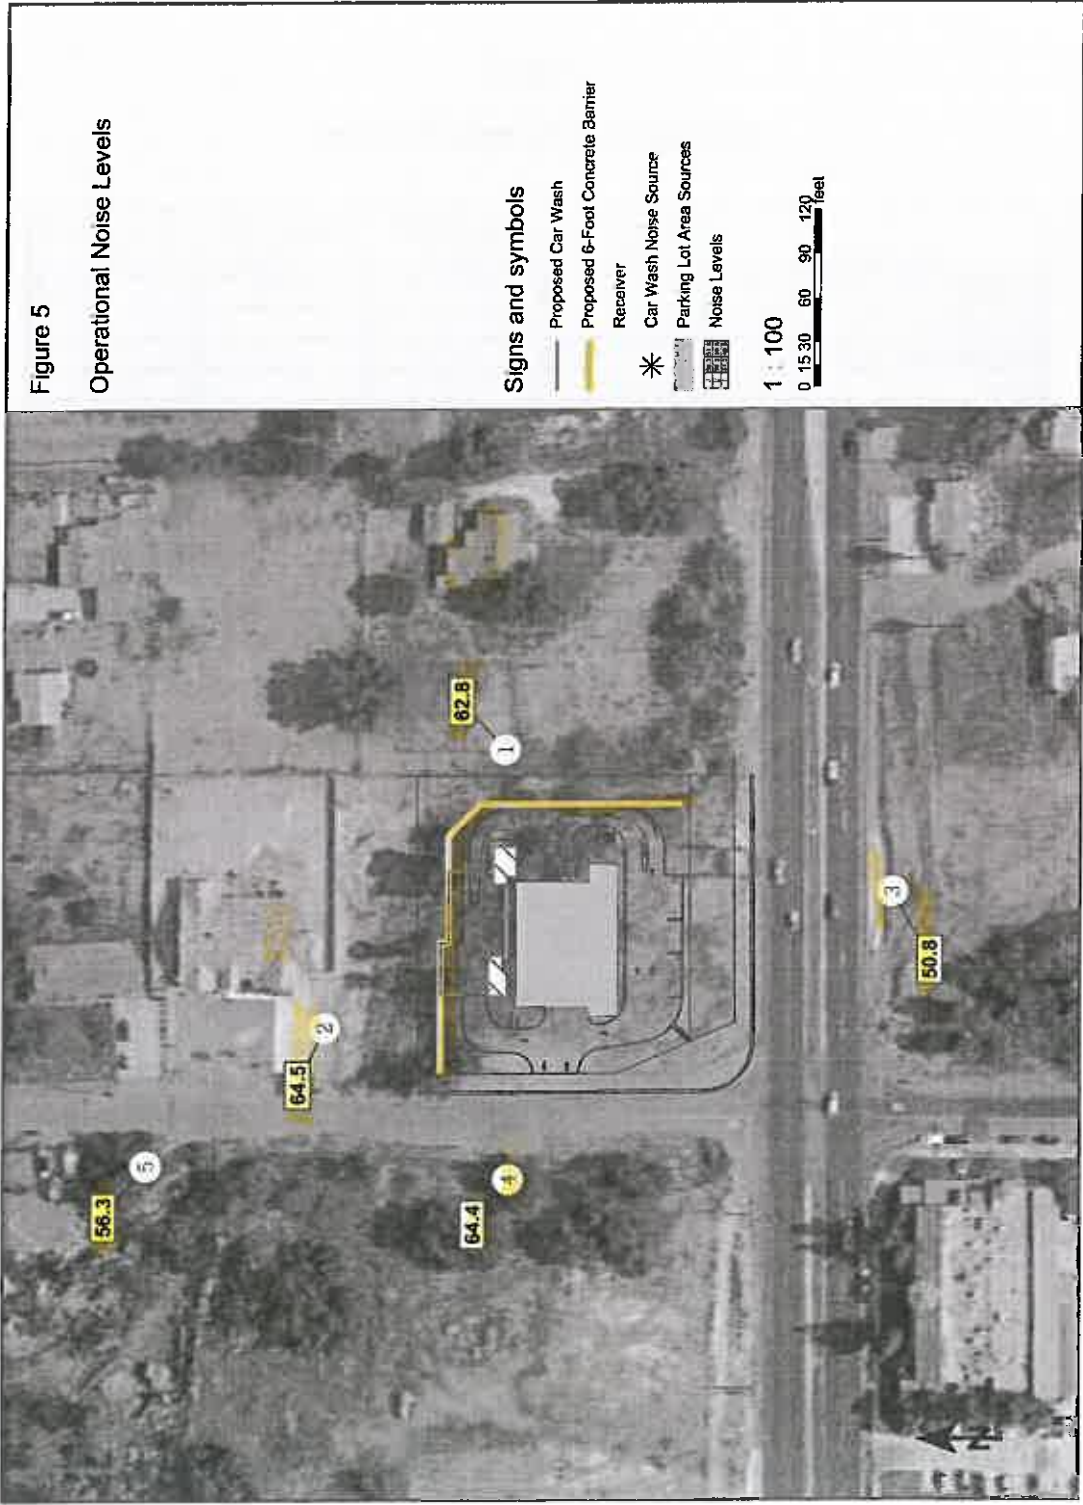 Figure 5
Operational Noise Levels
Signs and symbols
Proposed Car Wash
Proposed 6-Foot Concrete Barrier
Receiver
Car Wash Noise Source
Parking Lot Area Sources
Noise Levels
1 : 100
0 15 30 60 90 120
feet
56.3
5
64.5
2
64.4
4
62.8
1
3
50.8
N